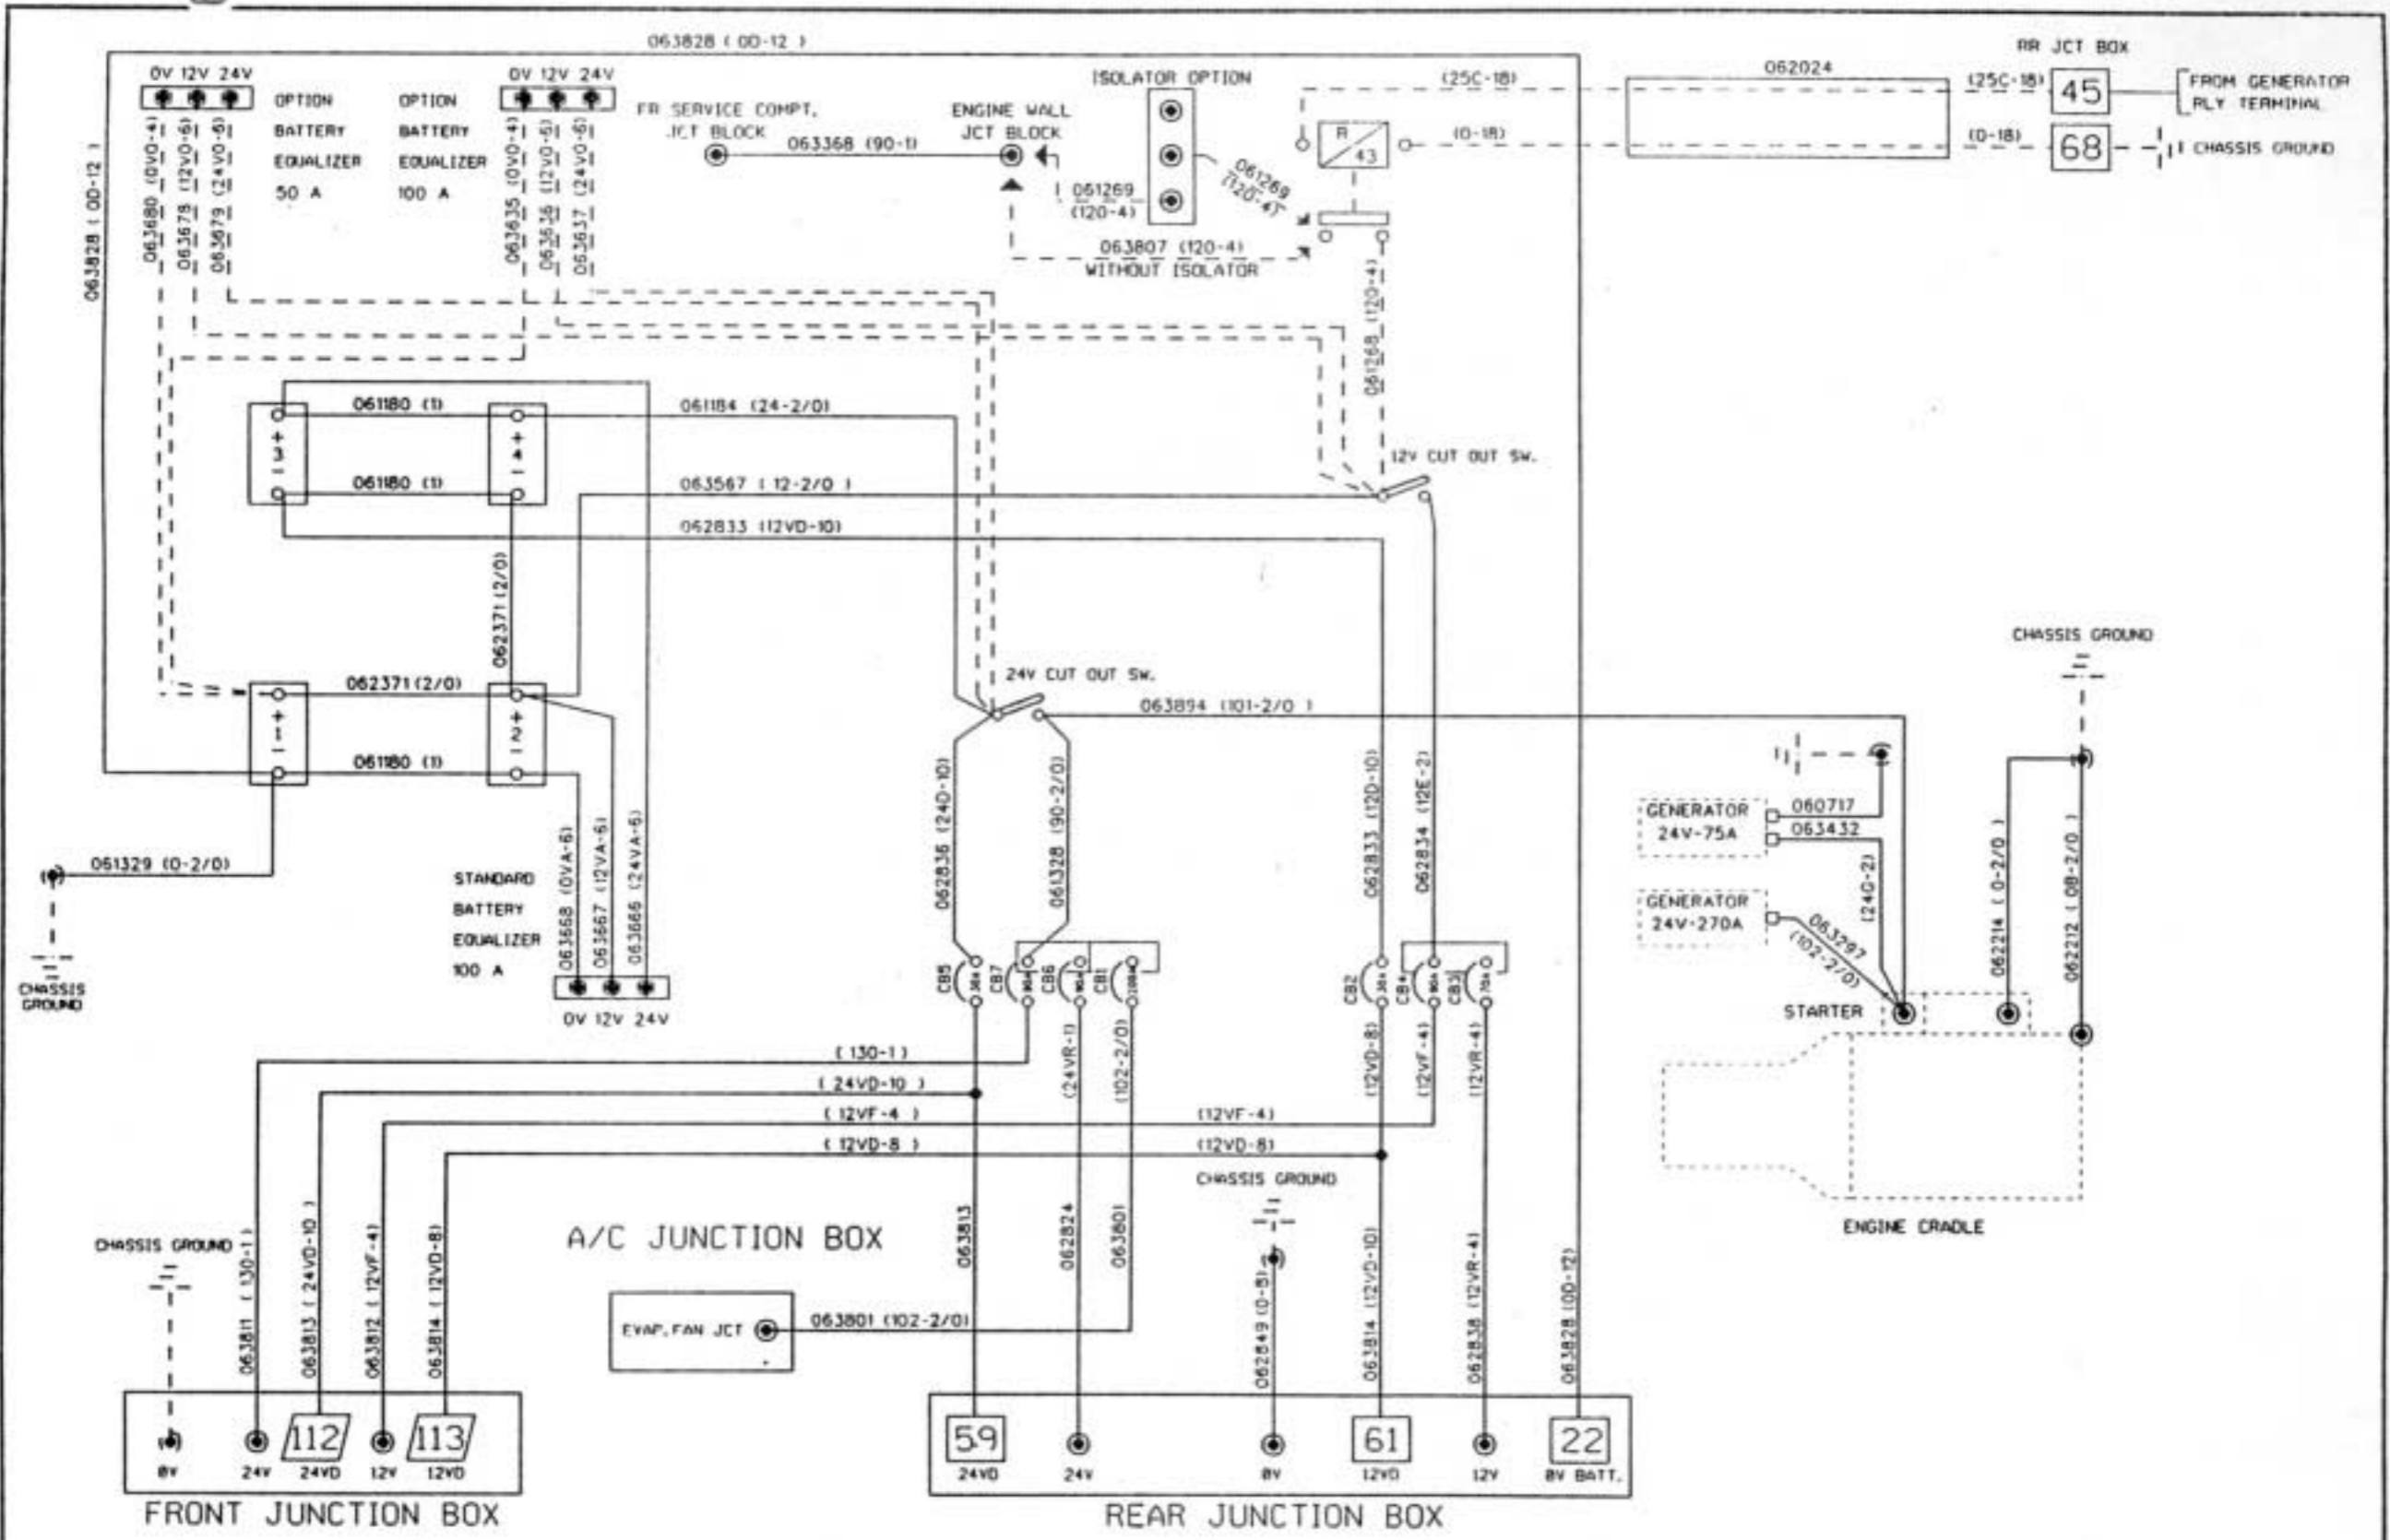 063828 ( 0D-12 )
RR JCT BOX
0V 12V 24V
OPTION
BATTERY
EQUALIZER
50 A
OPTION
BATTERY
EQUALIZER
100 A
0V 12V 24V
FR SERVICE COMPT.
JCT BLOCK
063368 (90-1)
ENGINE WALL
JCT BLOCK
ISOLATOR OPTION
061269
(120-4)
061269
(120-4)
063807 (120-4)
WITHOUT ISOLATOR
R
43
(25C-18)
(0-18)
062024
(25C-18)
(0-18)
45
68
FROM GENERATOR
RLY TERMINAL
CHASSIS GROUND
063828 ( 0D-12 )
063680 (0V0-4)
063678 (12V0-6)
063679 (24V0-6)
063635 (0V0-4)
063636 (12V0-6)
063637 (24V0-6)
061268 (120-4)
061180 (1)
061184 (24-2/0)
+ 3 -
+ 4 -
061180 (1)
063567 ( 12-2/0 )
12V CUT OUT SW.
062833 (12VD-10)
062371 (2/0)
062371 (2/0)
+ 1 -
+ 2 -
061180 (1)
24V CUT OUT SW.
063894 (101-2/0 )
CHASSIS GROUND
061329 (0-2/0)
CHASSIS
GROUND
STANDARD
BATTERY
EQUALIZER
100 A
063668 (0VA-6)
063667 (12VA-6)
063666 (24VA-6)
0V 12V 24V
062836 (24D-10)
061328 (90-2/0)
062833 (12D-10)
062834 (12E-2)
GENERATOR
24V-75A
060717
063432
(240-2)
GENERATOR
24V-270A
063297
(102-2/0)
062214 ( 0-2/0 )
062212 ( 0B-2/0 )
STARTER
ENGINE CRADLE
CB5
CB7
CB6
CB1
CB2
30A
CB4
CB3
70A
( 130-1 )
( 24VD-10 )
( 12VF-4 )
( 12VD-8 )
(24VR-1)
(102-2/0)
(12VD-8)
(12VF-4)
(12VR-4)
(12VF-4)
(12VD-8)
CHASSIS GROUND
CHASSIS GROUND
063811 ( 130-1 )
063813 ( 24VD-10 )
063812 ( 12VF-4)
063814 ( 12VD-8)
A/C JUNCTION BOX
EVAP. FAN JCT
063801 (102-2/0)
063813
062824
063801
062849 (0-8)
063814 (12VD-10)
062838 (12VR-4)
063828 (0D-12)
112
113
0V
24V
24VD
12V
12VD
FRONT JUNCTION BOX
59
61
22
24VD
24V
0V
12VD
12V
0V BATT.
REAR JUNCTION BOX